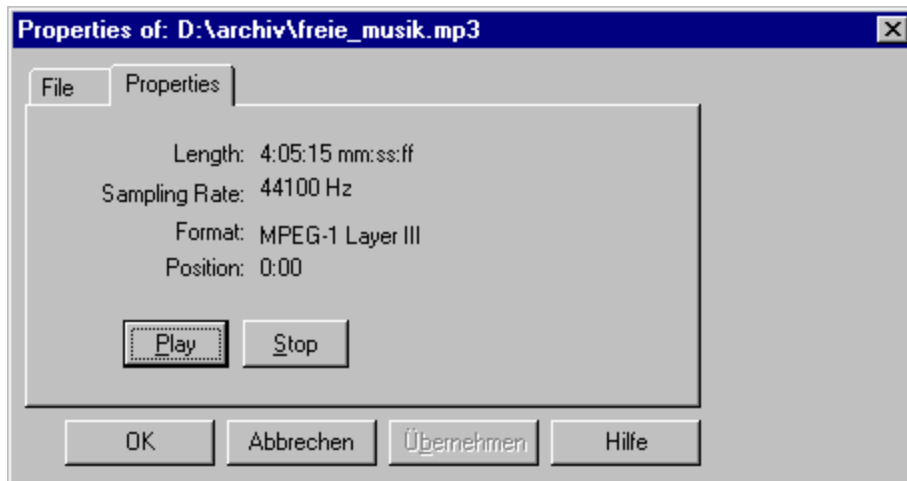 Properties of: D:\archiv\freie_musik.mp3
File Properties
Length: 4:05:15 mm:ss:ff
Sampling Rate: 44100 Hz
Format: MPEG-1 Layer III
Position: 0:00
Play Stop
OK Abbrechen Übernehmen Hilfe